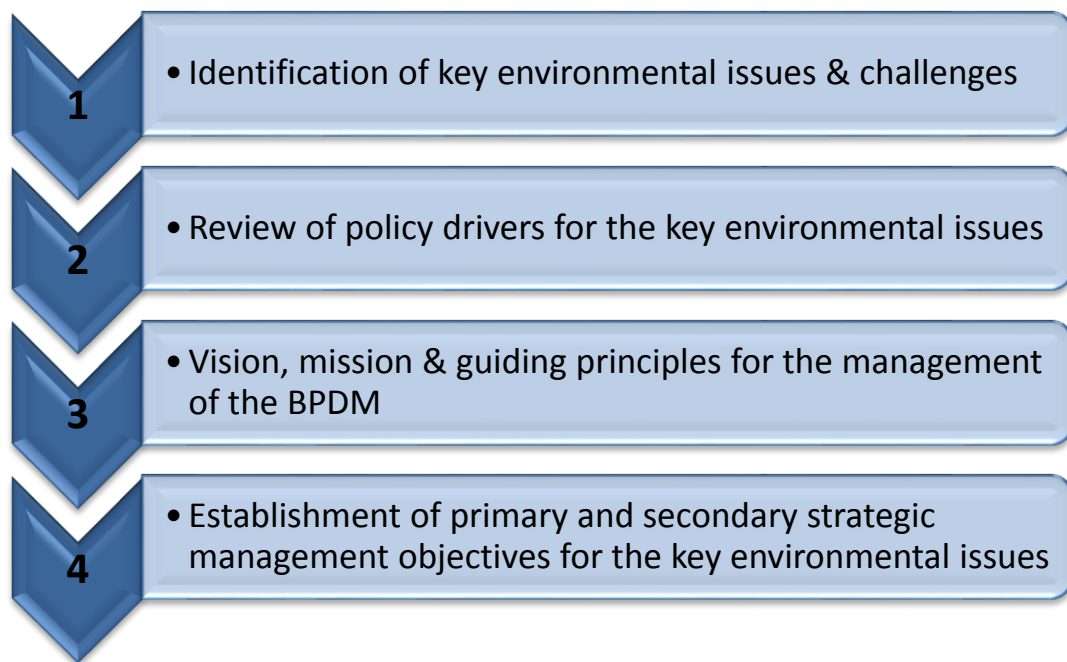 1
• Identification of key environmental issues & challenges
2
• Review of policy drivers for the key environmental issues
3
• Vision, mission & guiding principles for the management
of the BPDM
4
• Establishment of primary and secondary strategic
management objectives for the key environmental issues